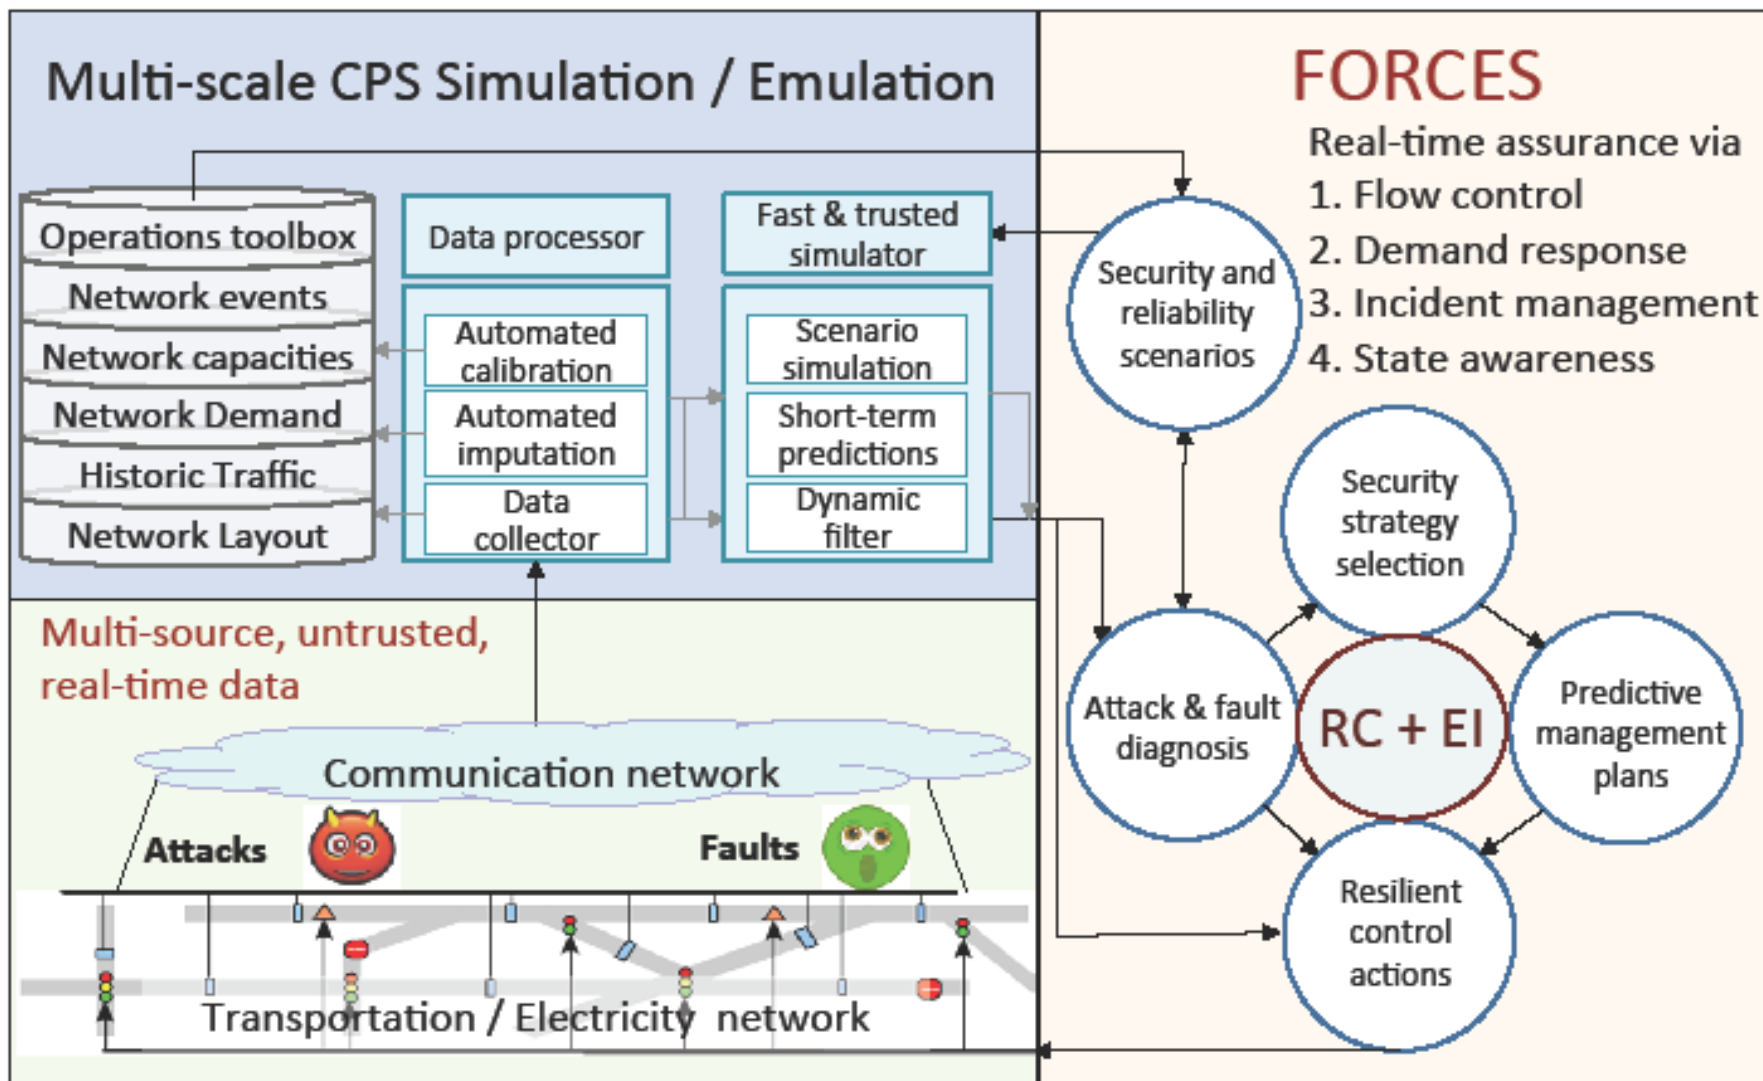 Multi-scale CPS Simulation / Emulation
Operations toolbox
Network events
Network capacities
Network Demand
Historic Traffic
Network Layout
Data processor
Automated
calibration
Automated
imputation
Data
collector
Fast & trusted
simulator
Scenario
simulation
Short-term
predictions
Dynamic
filter
Multi-source, untrusted,
real-time data
Communication network
Attacks
Faults
Transportation / Electricity network
FORCES
Real-time assurance via
1. Flow control
2. Demand response
3. Incident management
4. State awareness
Security and
reliability
scenarios
Security
strategy
selection
Attack & fault
diagnosis
RC + EI
Predictive
management
plans
Resilient
control
actions